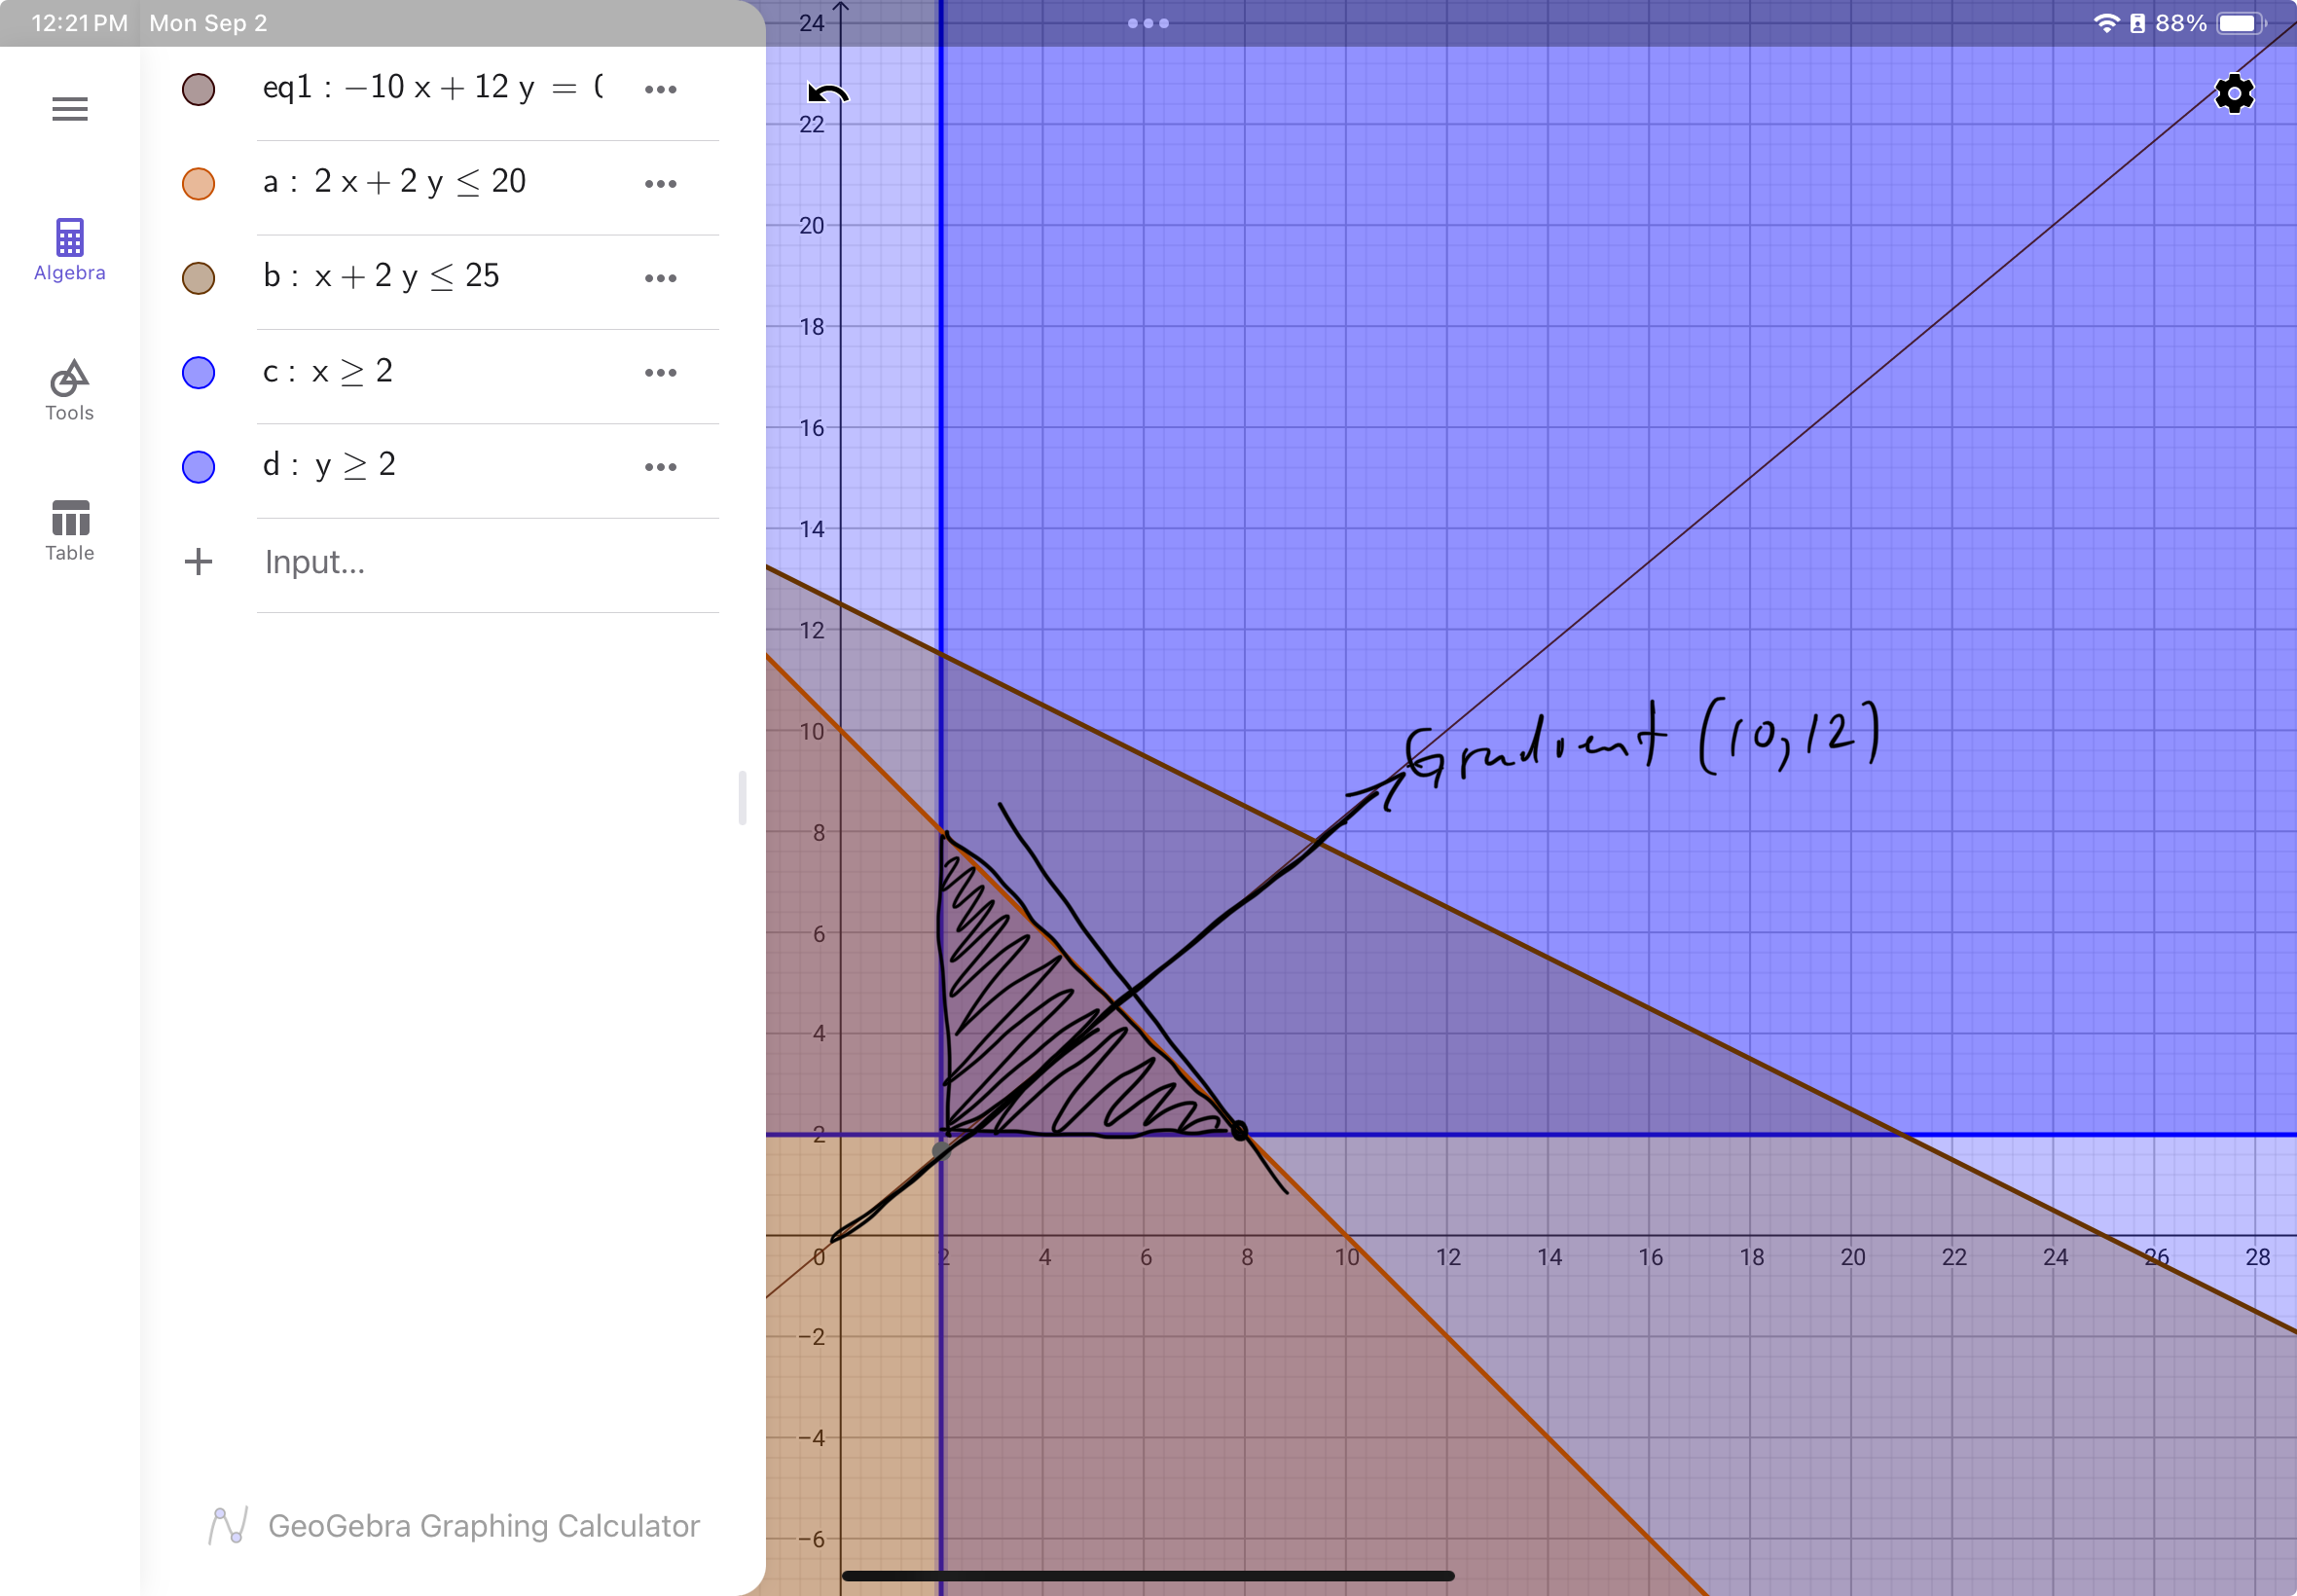 12:21 PM Mon Sep 2
88%
eq1 : −10 x + 12 y = (
a : 2 x + 2 y ≤ 20
b : x + 2 y ≤ 25
c : x ≥ 2
d : y ≥ 2
+ Input...
Algebra
Tools
Table
GeoGebra Graphing Calculator
24
22
20
18
16
14
12
10
8
6
4
2
0 2 4 6 8 10 12 14 16 18 20 22 24 26 28
−2
−4
−6
Gradient (10,12)